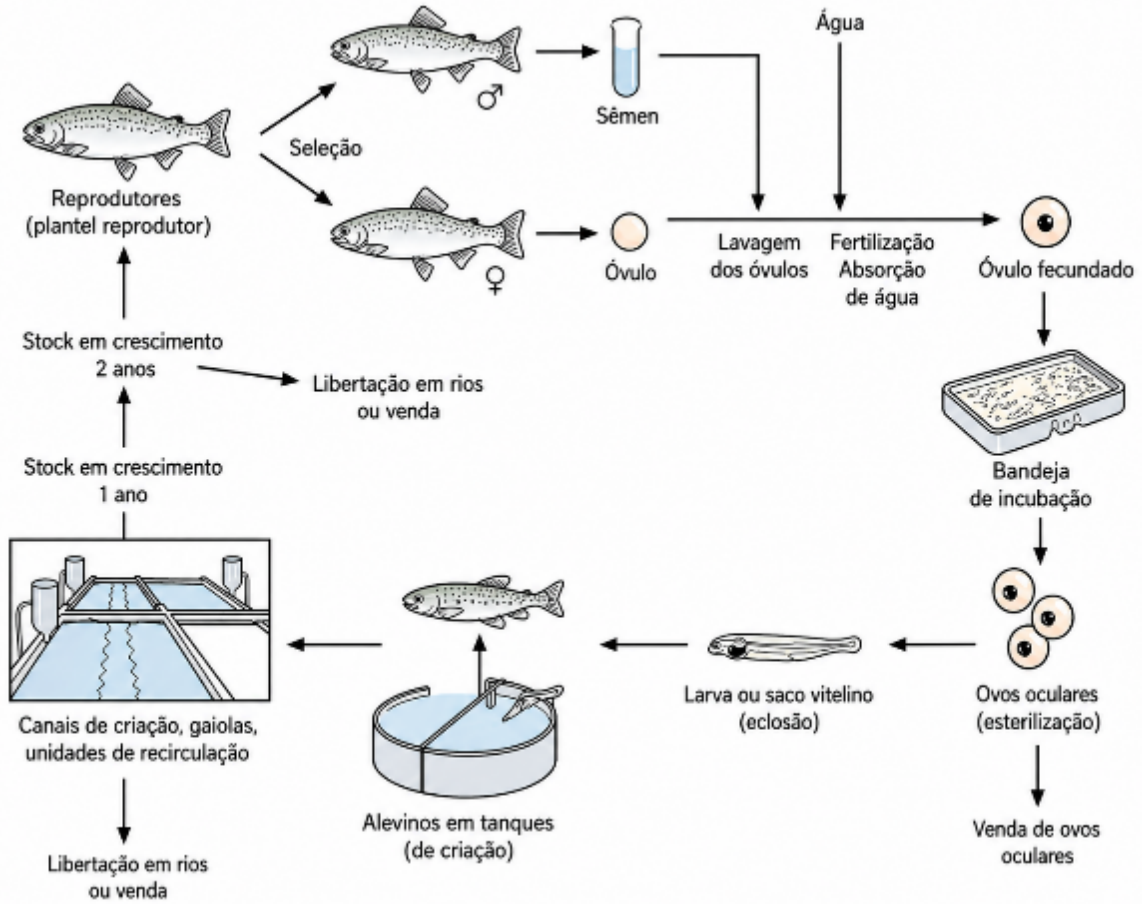 Água
♂
Sêmen
Seleção
Reprodutores
(plantel reprodutor)
♀
Óvulo
Lavagem
dos óvulos
Fertilização
Absorção
de água
Óvulo fecundado
Stock em crescimento
2 anos
Libertação em rios
ou venda
Stock em crescimento
1 ano
Bandeja
de incubação
Canais de criação, gaiolas,
unidades de recirculação
Larva ou saco vitelino
(eclosão)
Ovos oculares
(esterilização)
Alevinos em tanques
(de criação)
Venda de ovos
oculares
Libertação em rios
ou venda